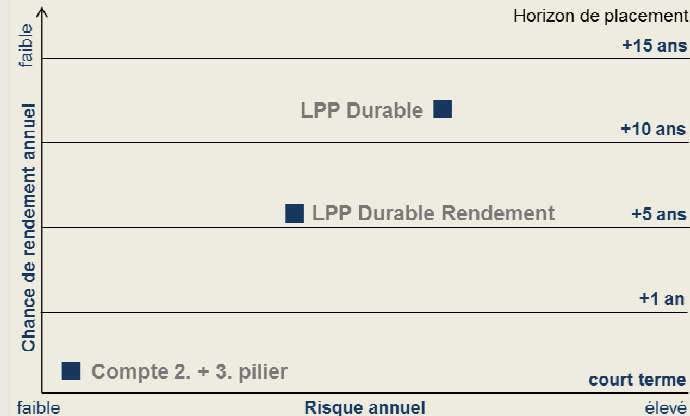 Horizon de placement
faible
+15 ans
LPP Durable
+10 ans
Chance de rendement annuel
LPP Durable Rendement
+5 ans
+1 an
Compte 2. + 3. pilier
court terme
faible
Risque annuel
élevé